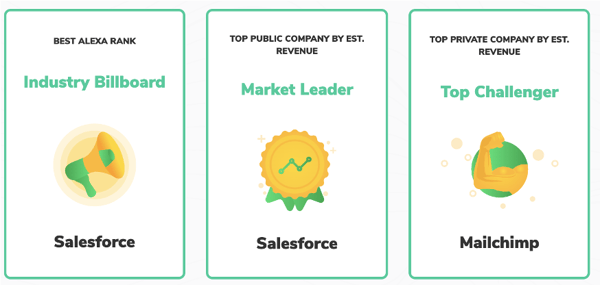 BEST ALEXA RANK
Industry Billboard
Salesforce
TOP PUBLIC COMPANY BY EST.
REVENUE
Market Leader
Salesforce
TOP PRIVATE COMPANY BY EST.
REVENUE
Top Challenger
Mailchimp